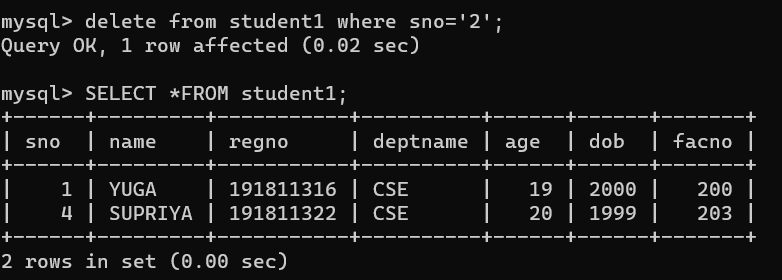 mysql> delete from student1 where sno='2';
Query OK, 1 row affected (0.02 sec)

mysql> SELECT *FROM student1;
+------+---------+-----------+----------+------+------+-------+
| sno  | name    | regno     | deptname | age  | dob  | facno |
+------+---------+-----------+----------+------+------+-------+
|    1 | YUGA    | 191811316 | CSE      |   19 | 2000 |   200 |
|    4 | SUPRIYA | 191811322 | CSE      |   20 | 1999 |   203 |
+------+---------+-----------+----------+------+------+-------+
2 rows in set (0.00 sec)